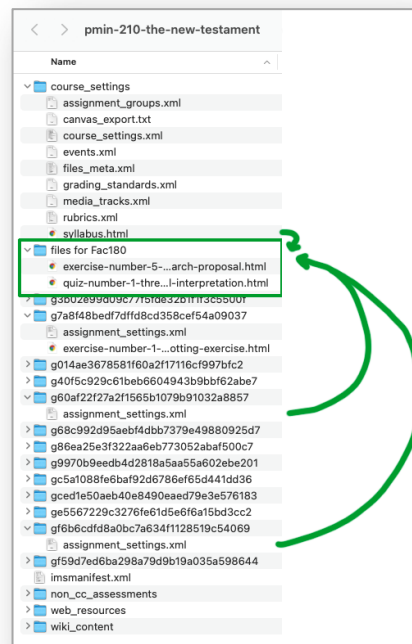 pmin-210-the-new-testament
Name
course_settings
assignment_groups.xml
canvas_export.txt
course_settings.xml
events.xml
files_meta.xml
grading_standards.xml
media_tracks.xml
rubrics.xml
syllabus.html
files for Fac180
exercise-number-5-...arch-proposal.html
quiz-number-1-thre...l-interpretation.html
g3b02e99d09c77f5fde32b1f1f3c5500f
g7a8f48bedf7dffd8cd358cef54a09037
assignment_settings.xml
exercise-number-1-...otting-exercise.html
g014ae3678581f60a2f17116cf997bfc2
g40f5c929c61beb6604943b9bbf62abe7
g60af22f27a2f1565b1079b91032a8857
assignment_settings.xml
g68c992d95aebf4dbb7379e49880925d7
g86ea25e3f322aa6eb773052abaf500c7
g9970b9eedb4d2818a5aa55a602ebe201
gc5a1088fe6baf92d6786ef65d441dd36
gced1e50aeb40e8490eaed79e3e576183
ge5567229c3276fe61d5e6f6a15bd3cc2
gf6b6cdfd8a0bc7a634f1128519c54069
assignment_settings.xml
gf59d7ed6ba298a79d9b19a035a598644
imsmanifest.xml
non_cc_assessments
web_resources
wiki_content